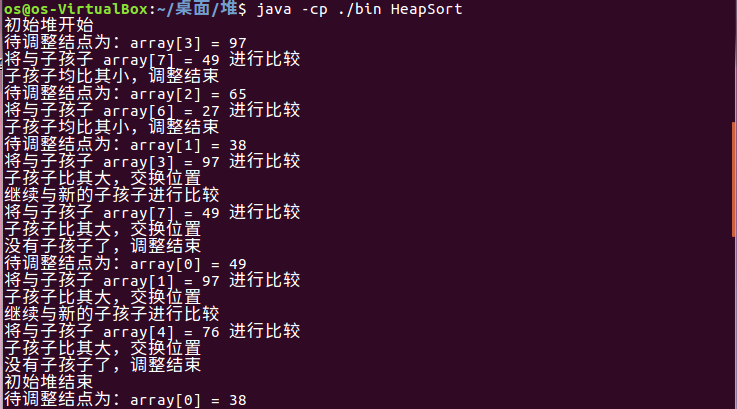 os@os-VirtualBox:~/桌面/堆$ java -cp ./bin HeapSort
初始堆开始
待调整结点为：array[3] = 97
将与子孩子 array[7] = 49 进行比较
子孩子均比其小，调整结束
待调整结点为：array[2] = 65
将与子孩子 array[6] = 27 进行比较
子孩子均比其小，调整结束
待调整结点为：array[1] = 38
将与子孩子 array[3] = 97 进行比较
子孩子比其大，交换位置
继续与新的子孩子进行比较
将与子孩子 array[7] = 49 进行比较
子孩子比其大，交换位置
没有子孩子了，调整结束
待调整结点为：array[0] = 49
将与子孩子 array[1] = 97 进行比较
子孩子比其大，交换位置
继续与新的子孩子进行比较
将与子孩子 array[4] = 76 进行比较
子孩子比其大，交换位置
没有子孩子了，调整结束
初始堆结束
待调整结点为：array[0] = 38